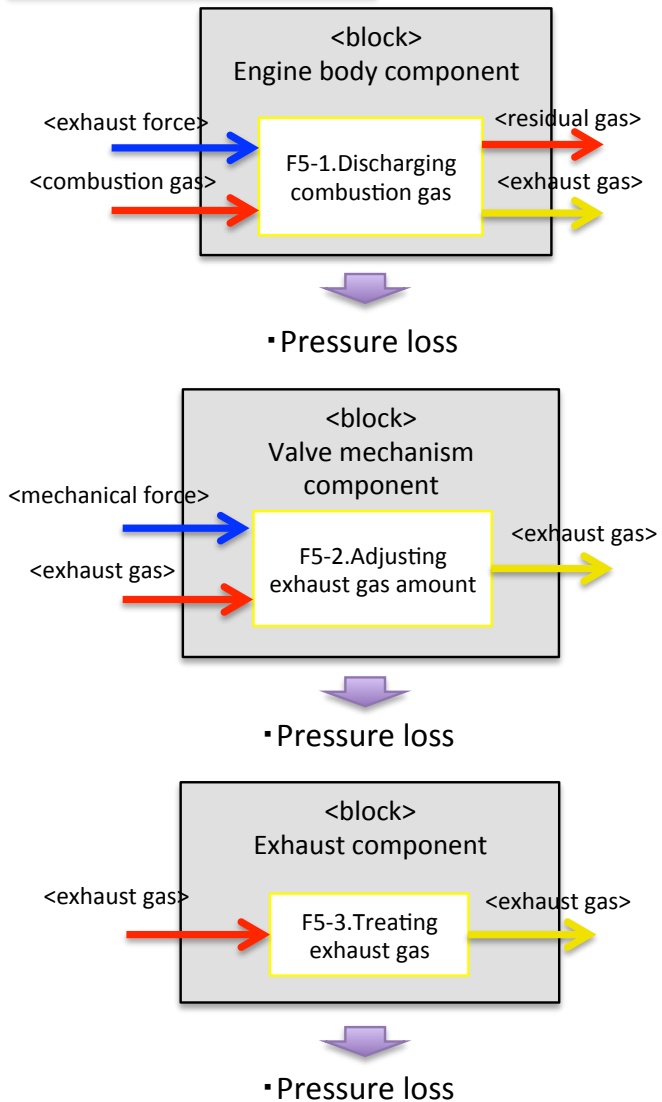 <block>
Engine body component
<exhaust force>
<residual gas>
F5-1.Discharging
combustion gas
<combustion gas>
<exhaust gas>
・Pressure loss
<block>
Valve mechanism
component
<mechanical force>
<exhaust gas>
F5-2.Adjusting
exhaust gas amount
<exhaust gas>
・Pressure loss
<block>
Exhaust component
<exhaust gas>
<exhaust gas>
F5-3.Treating
exhaust gas
・Pressure loss